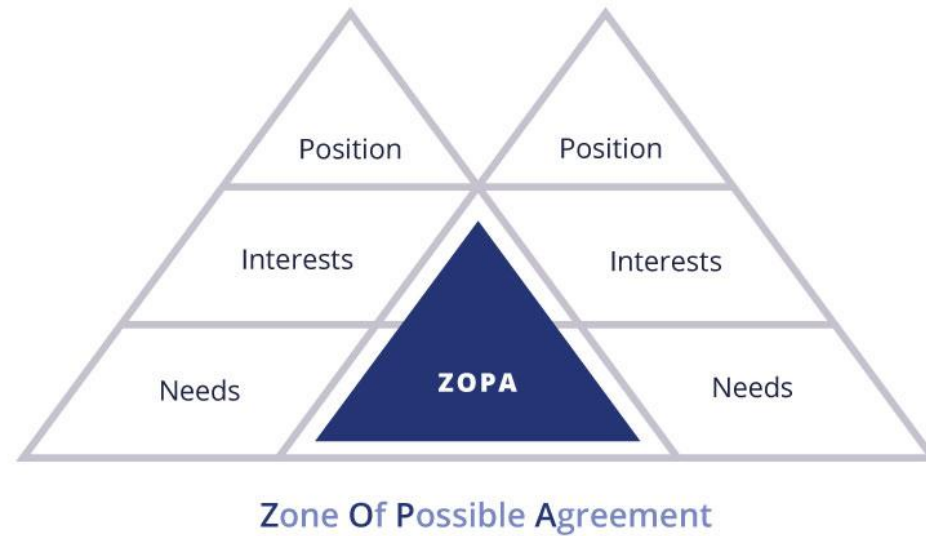 Position Position
Interests Interests
Needs ZOPA Needs
Zone Of Possible Agreement